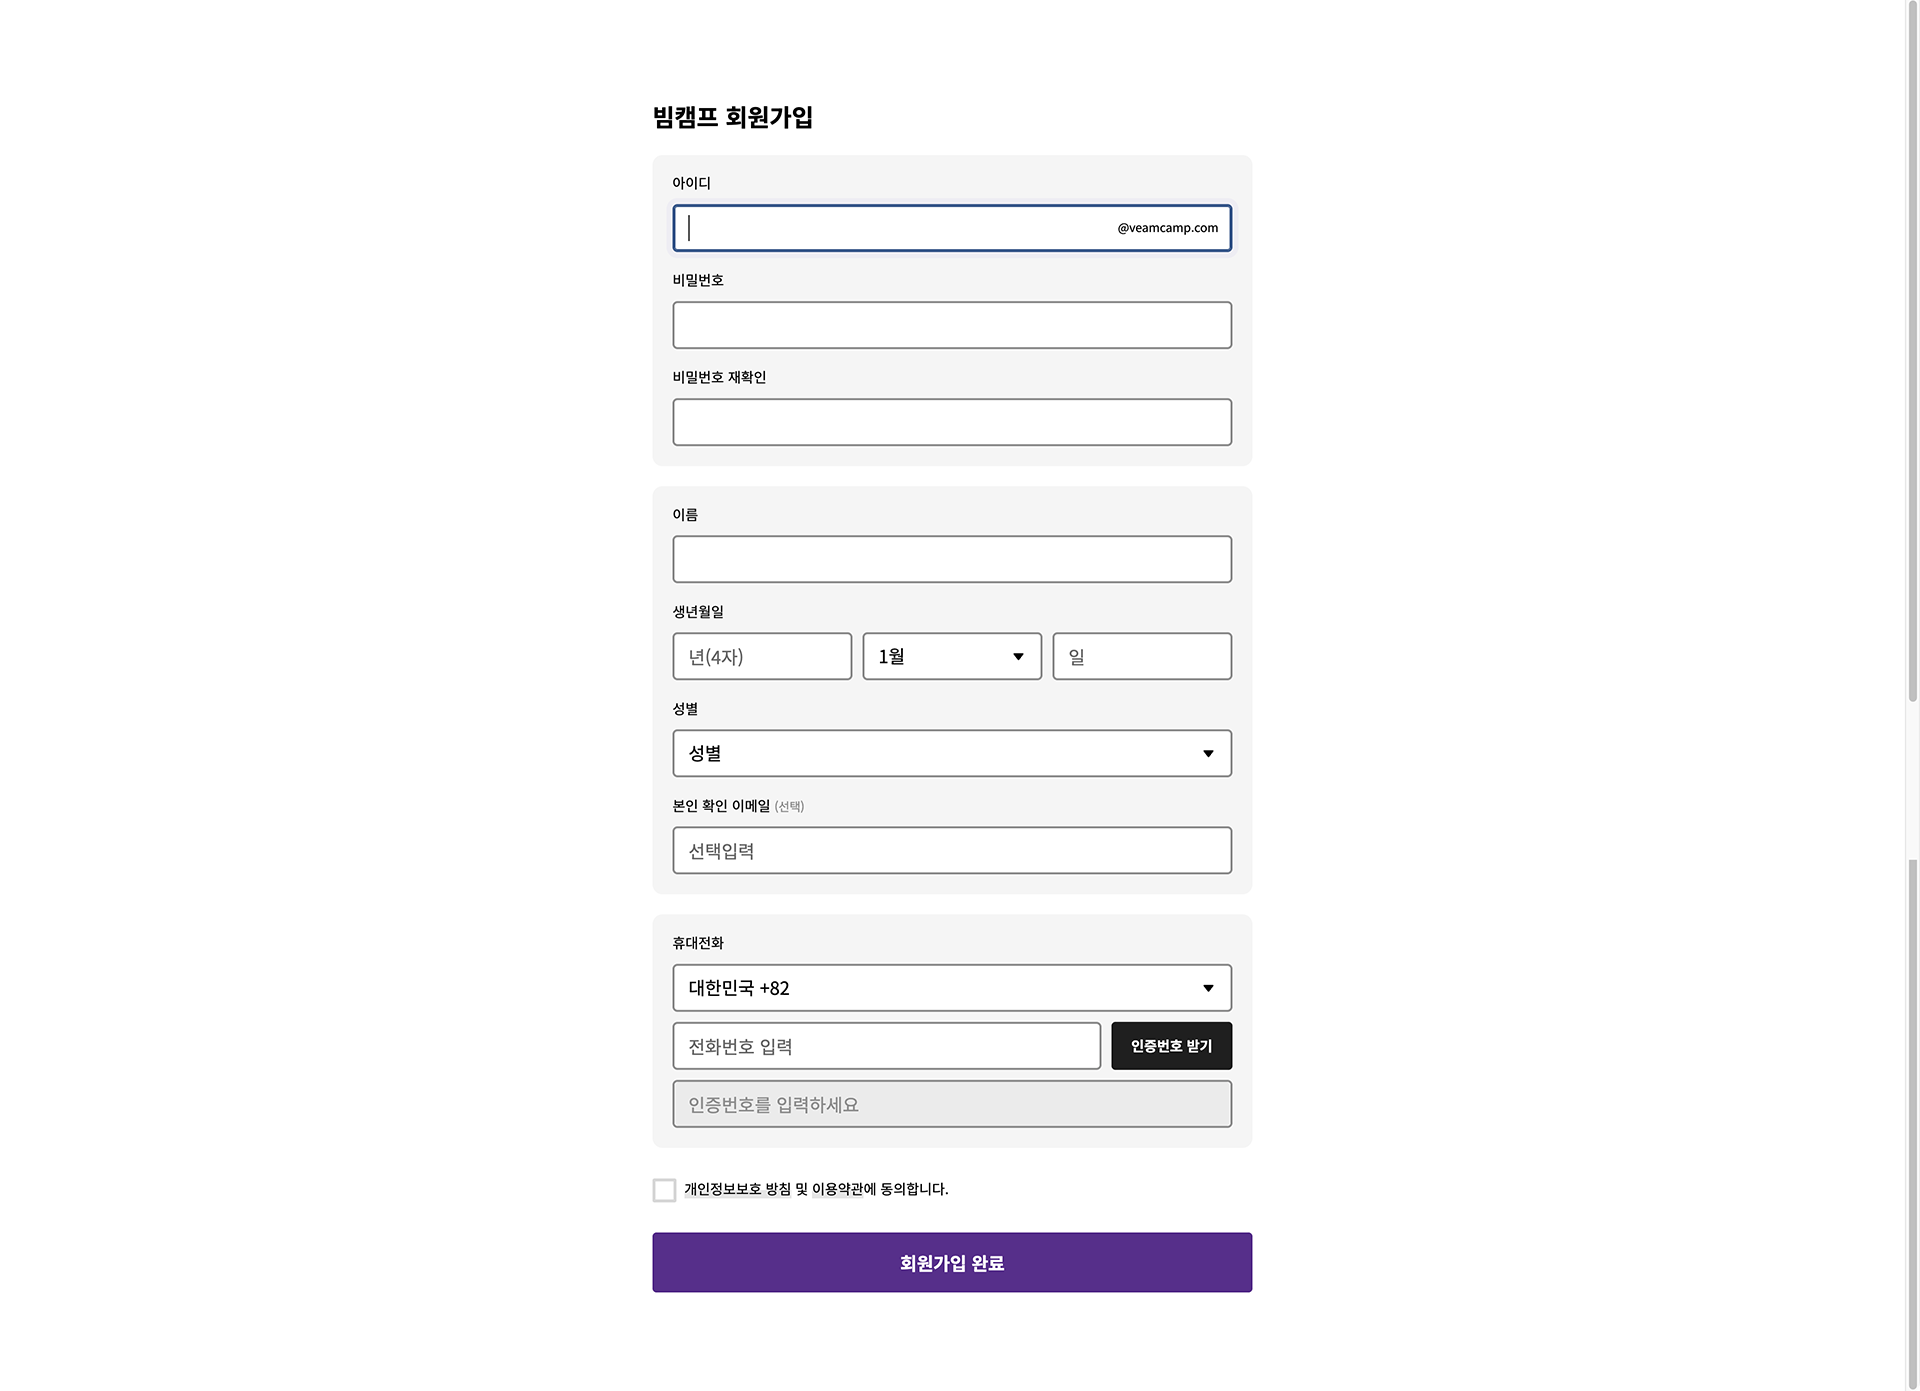 빔캠프 회원가입
아이디
@veamcamp.com
비밀번호
비밀번호 재확인
이름
생년월일
년(4자) 1월 일
성별
성별
본인 확인 이메일 (선택)
선택입력
휴대전화
대한민국 +82
전화번호 입력 인증번호 받기
인증번호를 입력하세요
개인정보보호 방침 및 이용약관에 동의합니다.
회원가입 완료